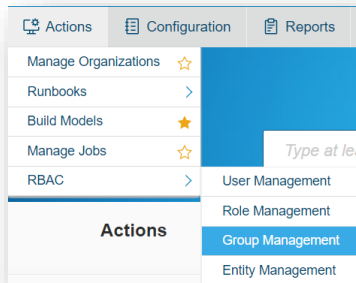 Actions Configuration Reports
Manage Organizations
Runbooks
Build Models
Manage Jobs
Type at lea
RBAC
User Management
Role Management
Actions
Group Management
Entity Management